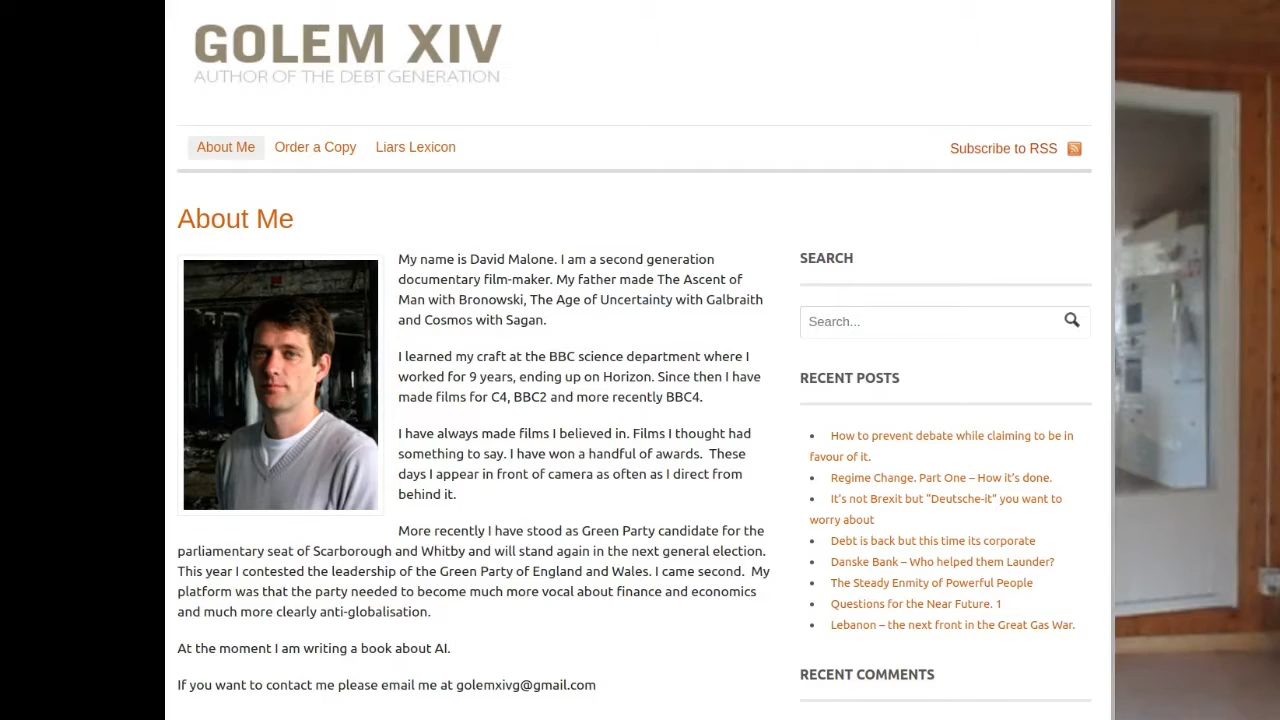 GOLEM XIV
AUTHOR OF THE DEBT GENERATION
About Me
Order a Copy
Liars Lexicon
Subscribe to RSS
About Me
My name is David Malone. I am a second generation
documentary film-maker. My father made The Ascent of
Man with Bronowski, The Age of Uncertainty with Galbraith
and Cosmos with Sagan.
I learned my craft at the BBC science department where I
worked for 9 years, ending up on Horizon. Since then I have
made films for C4, BBC2 and more recently BBC4.
I have always made films I believed in. Films I thought had
something to say. I have won a handful of awards.  These
days I appear in front of camera as often as I direct from
behind it.
More recently I have stood as Green Party candidate for the
parliamentary seat of Scarborough and Whitby and will stand again in the next general election.
This year I contested the leadership of the Green Party of England and Wales. I came second.  My
platform was that the party needed to become much more vocal about finance and economics
and much more clearly anti-globalisation.
At the moment I am writing a book about AI.
If you want to contact me please email me at golemxivg@gmail.com
SEARCH
Search...
RECENT POSTS
How to prevent debate while claiming to be in
favour of it.
Regime Change. Part One – How it’s done.
It’s not Brexit but “Deutsche-it” you want to
worry about
Debt is back but this time its corporate
Danske Bank – Who helped them Launder?
The Steady Enmity of Powerful People
Questions for the Near Future. 1
Lebanon – the next front in the Great Gas War.
RECENT COMMENTS